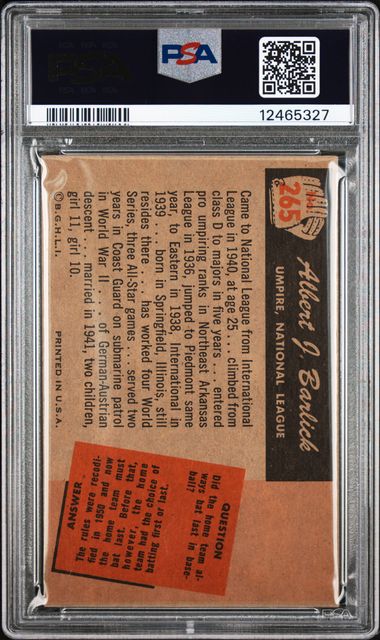 PSA
12465327
No.
265
Albert J. Barlick
UMPIRE, NATIONAL LEAGUE
Came to National League from International
League in 1940, at age 25 . . . climbed from
class D to majors in five years . . . entered
pro umpiring ranks in Northeast Arkansas
League in 1936, jumped to Piedmont same
year, to Eastern in 1938, International in
1939 . . . born in Springfield, Illinois, still
resides there . . . has worked four World
Series, three All-Star games . . . served two
years in Coast Guard on submarine patrol
in World War II . . . of German-Austrian
descent . . . married in 1941, two children,
girl 11, girl 10.
© B.G.H.L.I.
PRINTED IN U.S.A.
QUESTION
Did the home team al-
ways bat last in base-
ball?
ANSWER
The rules were recodi-
fied in 1950 and now
the home team must
bat last. Before that,
however, the home
team had the choice of
batting first or last.
PSA